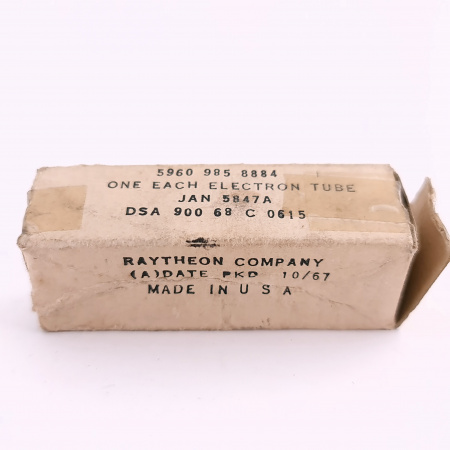 5960 985 8884
ONE EACH ELECTRON TUBE
JAN 5847A
DSA 900 68 C 0615
RAYTHEON COMPANY
(A)DATE PKD 10/67
MADE IN U S A